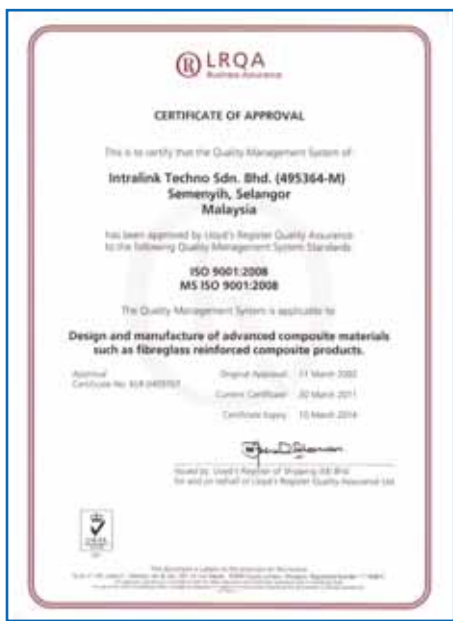 LRQA
Business Assurance
CERTIFICATE OF APPROVAL
This is to certify that the Quality Management System of:
Intralink Techno Sdn. Bhd. (495364-M)
Semenyih, Selangor
Malaysia
has been approved by Lloyd's Register Quality Assurance
to the following Quality Management System Standards:
ISO 9001:2008
MS ISO 9001:2008
The Quality Management System is applicable to:
Design and manufacture of advanced composite materials
such as fibreglass reinforced composite products.
Approval
Certificate No:
Original Approval: 11 March 2002
Current Certificate: 30 March 2011
Certificate Expiry: 10 March 2014
Issued by: Lloyd's Register of Shipping Bhd
for and on behalf of Lloyd's Register Quality Assurance Ltd